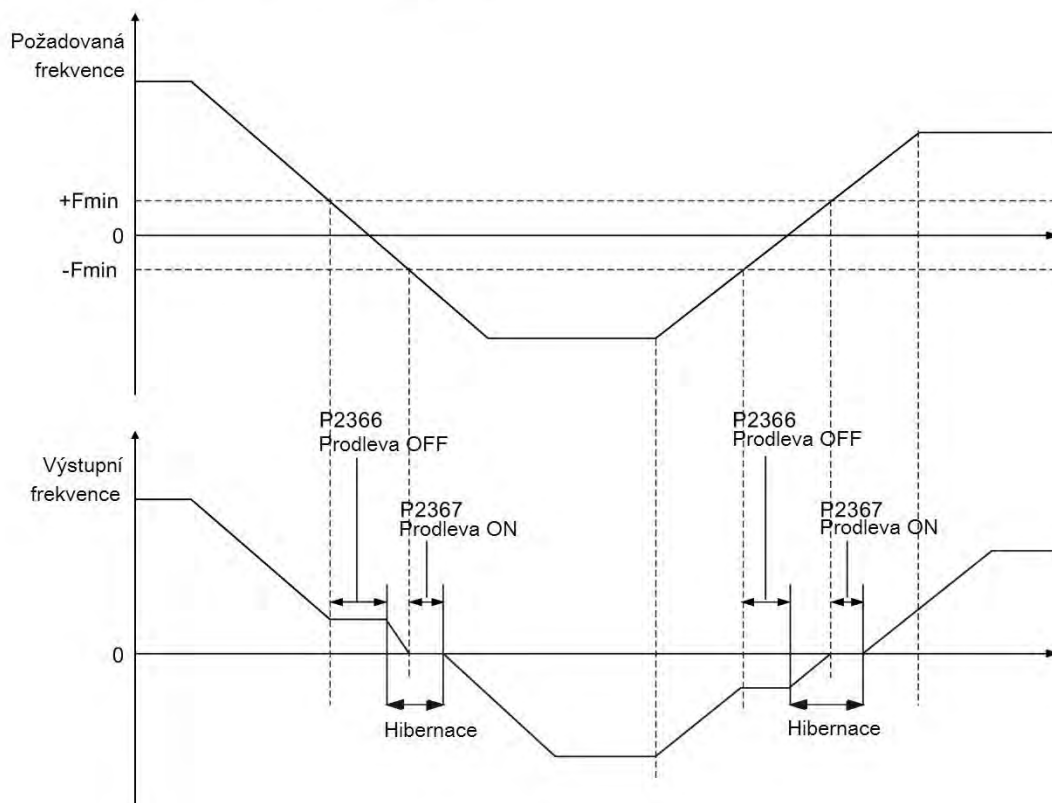 Požadovaná
frekvence
+Fmin
0
-Fmin
P2366
Prodleva OFF
P2366
Prodleva OFF
Výstupní
frekvence
P2367
Prodleva ON
P2367
Prodleva ON
0
Hibernace
Hibernace